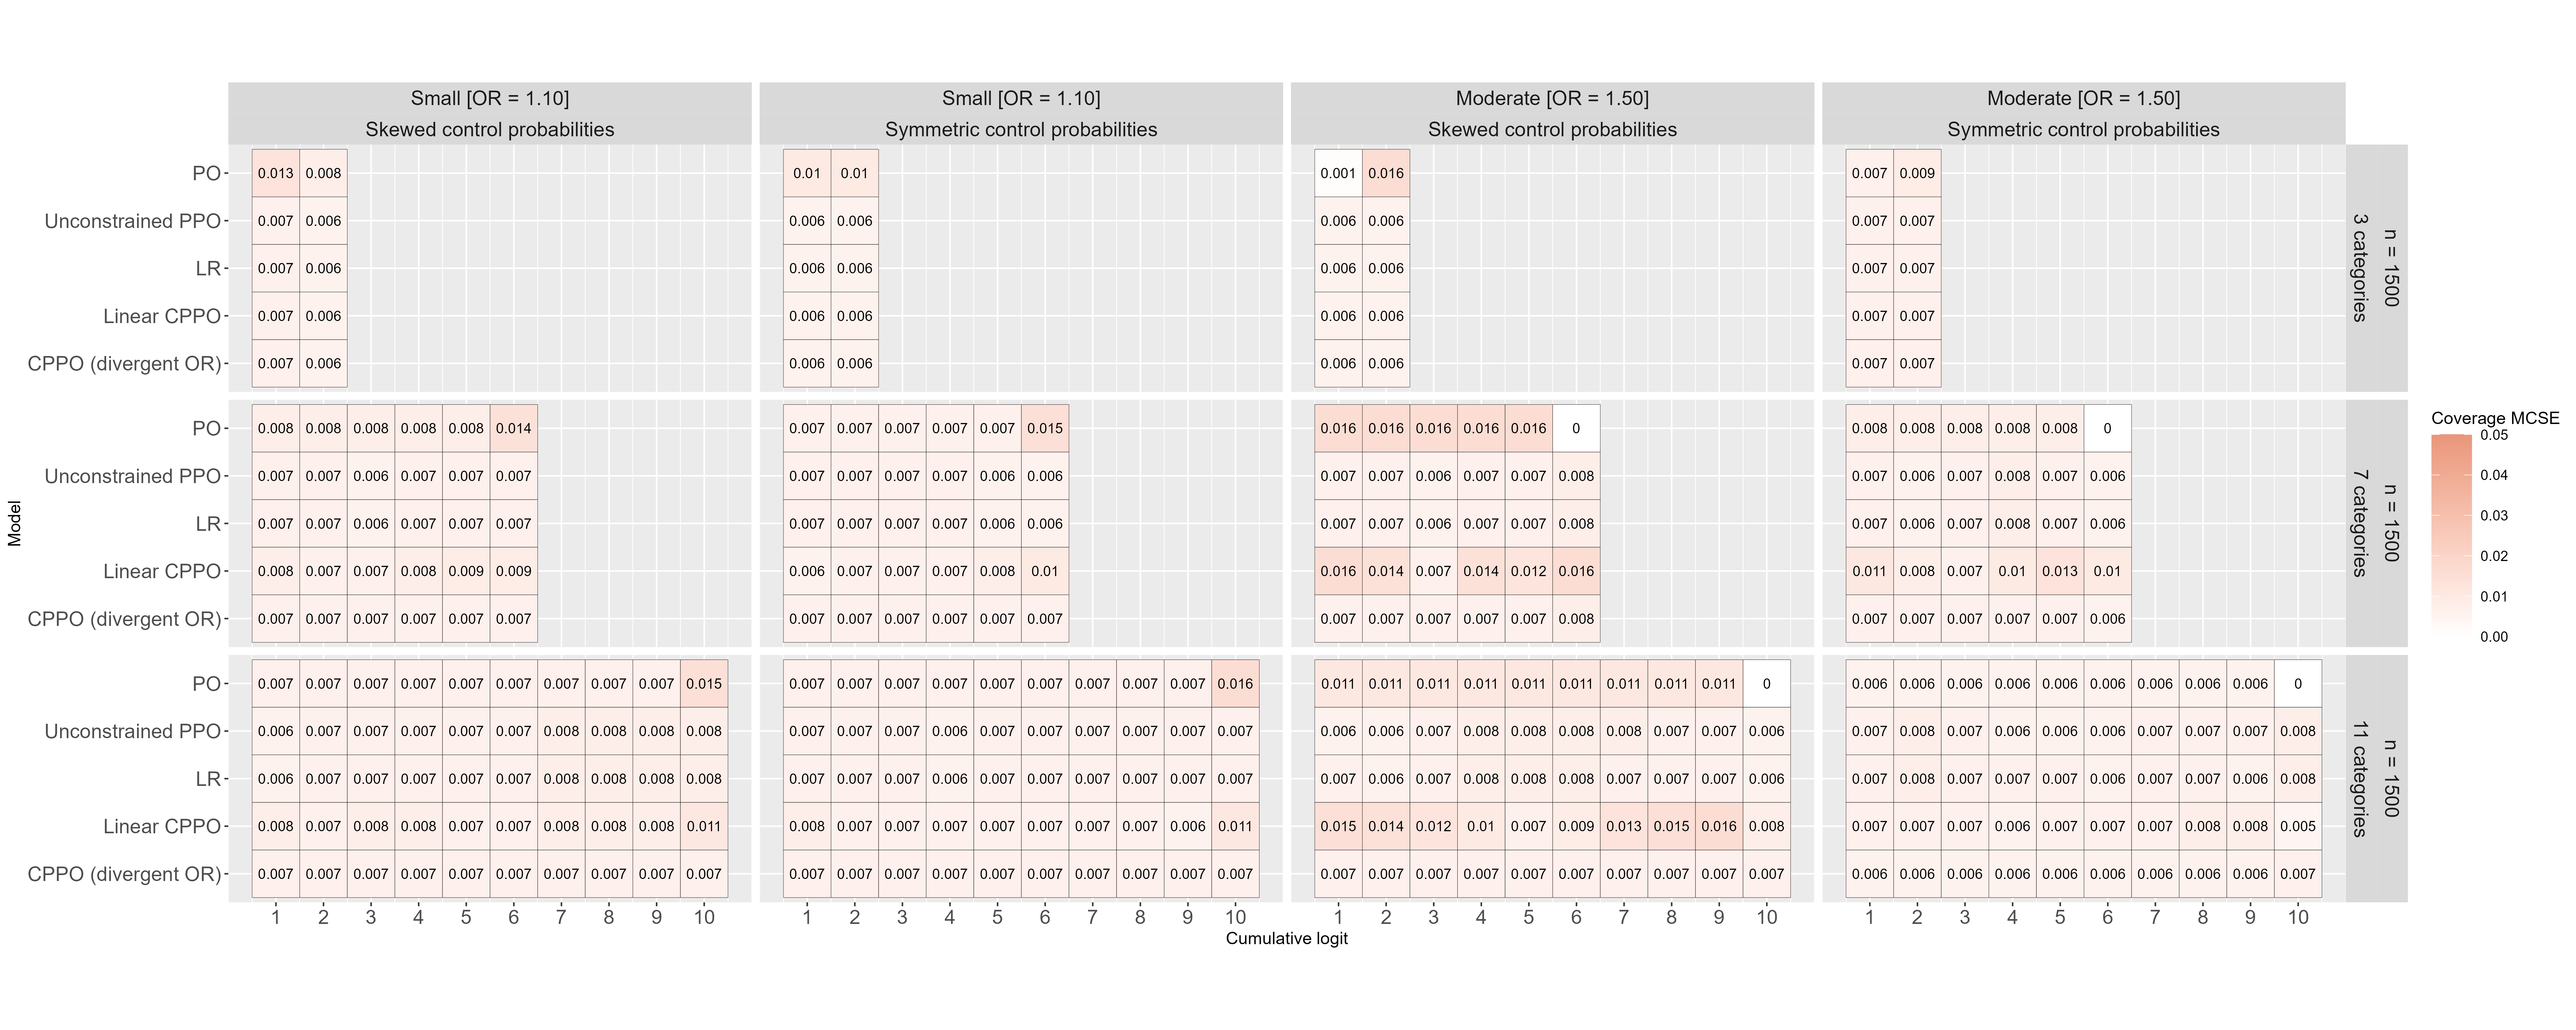 Small [OR = 1.10] Small [OR = 1.10] Moderate [OR = 1.50] Moderate [OR = 1.50]
Skewed control probabilities Symmetric control probabilities Skewed control probabilities Symmetric control probabilities
PO 0.013 0.008 0.01 0.01 0.001 0.016 0.007 0.009
Unconstrained PPO 0.007 0.006 0.006 0.006 0.006 0.006 0.007 0.007
LR 0.007 0.006 0.006 0.006 0.006 0.006 0.007 0.007
Linear CPPO 0.007 0.006 0.006 0.006 0.006 0.006 0.007 0.007
CPPO (divergent OR) 0.007 0.006 0.006 0.006 0.006 0.006 0.007 0.007
n = 1500
3 categories
PO 0.008 0.008 0.008 0.008 0.008 0.014 0.007 0.007 0.007 0.007 0.007 0.015 0.016 0.016 0.016 0.016 0.016 0 0.008 0.008 0.008 0.008 0.008 0
Unconstrained PPO 0.007 0.007 0.006 0.007 0.007 0.007 0.007 0.007 0.007 0.007 0.006 0.006 0.007 0.007 0.006 0.007 0.007 0.008 0.007 0.006 0.007 0.008 0.007 0.006
LR 0.007 0.007 0.006 0.007 0.007 0.007 0.007 0.007 0.007 0.007 0.006 0.006 0.007 0.007 0.006 0.007 0.007 0.008 0.007 0.006 0.007 0.008 0.007 0.006
Linear CPPO 0.008 0.007 0.007 0.008 0.009 0.009 0.006 0.007 0.007 0.007 0.008 0.01 0.016 0.014 0.007 0.014 0.012 0.016 0.011 0.008 0.007 0.01 0.013 0.01
CPPO (divergent OR) 0.007 0.007 0.007 0.007 0.007 0.007 0.007 0.007 0.007 0.007 0.007 0.007 0.007 0.007 0.007 0.007 0.007 0.008 0.007 0.007 0.007 0.007 0.007 0.006
n = 1500
7 categories
PO 0.007 0.007 0.007 0.007 0.007 0.007 0.007 0.007 0.007 0.015 0.007 0.007 0.007 0.007 0.007 0.007 0.007 0.007 0.007 0.016 0.011 0.011 0.011 0.011 0.011 0.011 0.011 0.011 0.011 0 0.006 0.006 0.006 0.006 0.006 0.006 0.006 0.006 0.006 0
Unconstrained PPO 0.006 0.007 0.007 0.007 0.007 0.007 0.008 0.008 0.008 0.008 0.007 0.007 0.007 0.006 0.007 0.007 0.007 0.007 0.007 0.007 0.006 0.006 0.007 0.008 0.008 0.008 0.008 0.007 0.007 0.006 0.007 0.008 0.007 0.006 0.006 0.006 0.007 0.007 0.007 0.008
LR 0.006 0.007 0.007 0.007 0.007 0.007 0.008 0.008 0.008 0.008 0.007 0.007 0.007 0.006 0.007 0.007 0.007 0.007 0.007 0.007 0.007 0.006 0.007 0.008 0.008 0.008 0.007 0.007 0.007 0.006 0.007 0.008 0.007 0.007 0.006 0.006 0.007 0.007 0.006 0.008
Linear CPPO 0.008 0.007 0.008 0.008 0.007 0.007 0.008 0.008 0.008 0.011 0.008 0.007 0.007 0.007 0.007 0.007 0.007 0.007 0.006 0.011 0.015 0.014 0.012 0.01 0.007 0.009 0.013 0.015 0.016 0.008 0.007 0.007 0.007 0.006 0.007 0.007 0.007 0.008 0.008 0.005
CPPO (divergent OR) 0.007 0.007 0.007 0.007 0.007 0.007 0.007 0.007 0.007 0.007 0.007 0.007 0.007 0.007 0.007 0.007 0.007 0.007 0.007 0.007 0.007 0.007 0.007 0.007 0.007 0.007 0.007 0.007 0.007 0.007 0.006 0.006 0.006 0.006 0.006 0.006 0.006 0.006 0.006 0.007
n = 1500
11 categories
1 2 3 4 5 6 7 8 9 10 1 2 3 4 5 6 7 8 9 10 1 2 3 4 5 6 7 8 9 10 1 2 3 4 5 6 7 8 9 10
Cumulative logit
Model
Coverage MCSE
0.05
0.04
0.03
0.02
0.01
0.00